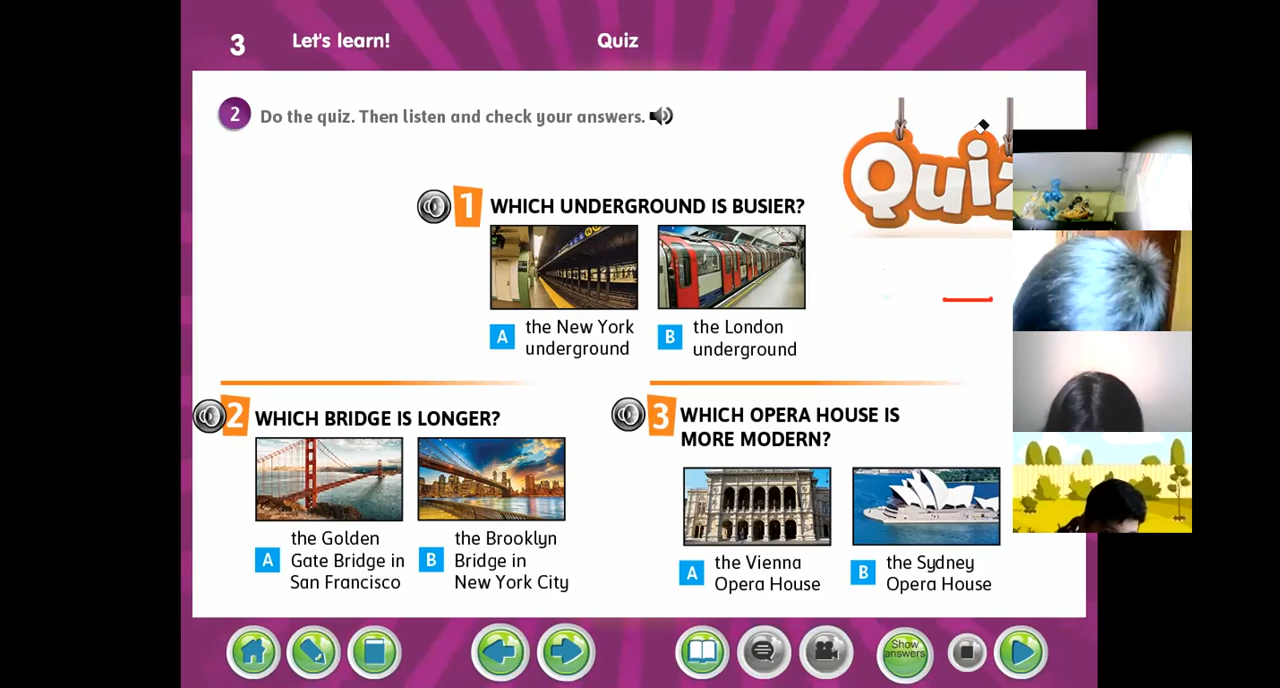 3 Let's learn! Quiz
2 Do the quiz. Then listen and check your answers.
Quiz
1 WHICH UNDERGROUND IS BUSIER?
A the New York
underground
B the London
underground
2 WHICH BRIDGE IS LONGER?
A the Golden
Gate Bridge in
San Francisco
B the Brooklyn
Bridge in
New York City
3 WHICH OPERA HOUSE IS
MORE MODERN?
A the Vienna
Opera House
B the Sydney
Opera House
Show
answers